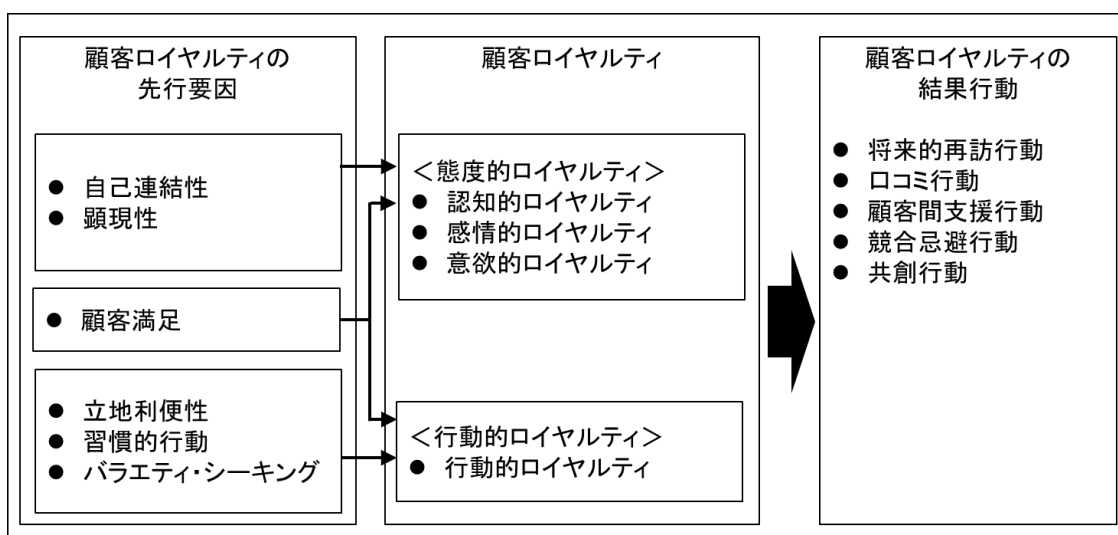 顧客ロイヤルティの
先行要因
● 自己連結性
● 顕現性
● 顧客満足
● 立地利便性
● 習慣的行動
● バラエティ・シーキング
顧客ロイヤルティ
＜態度的ロイヤルティ＞
● 認知的ロイヤルティ
● 感情的ロイヤルティ
● 意欲的ロイヤルティ
＜行動的ロイヤルティ＞
● 行動的ロイヤルティ
顧客ロイヤルティの
結果行動
● 将来的再訪行動
● 口コミ行動
● 顧客間支援行動
● 競合忌避行動
● 共創行動